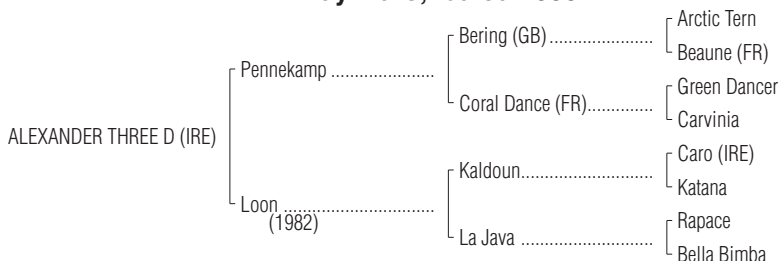 Arctic Tern
Bering (GB)
Beaune (FR)
Pennekamp
Green Dancer
Coral Dance (FR)
Carvinia
ALEXANDER THREE D (IRE)
Caro (IRE)
Kaldoun
Katana
Loon
(1982)
Rapace
La Java
Bella Bimba